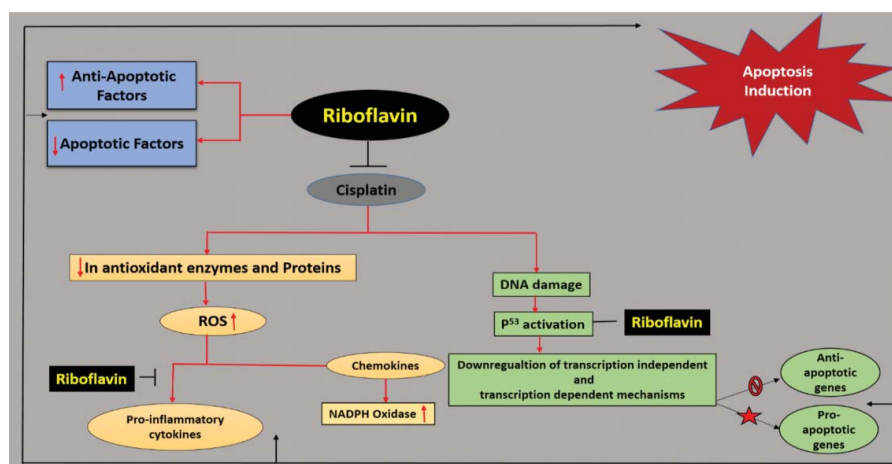 Anti-Apoptotic
Factors
Apoptotic Factors
Riboflavin
Apoptosis
Induction
Cisplatin
In antioxidant enzymes and Proteins
DNA damage
ROS
P53 activation
Riboflavin
Riboflavin
Chemokines
Downregualtion of transcription independent
and
transcription dependent mechanisms
Anti-
apoptotic
genes
NADPH Oxidase
Pro-inflammatory
cytokines
Pro-
apoptotic
genes